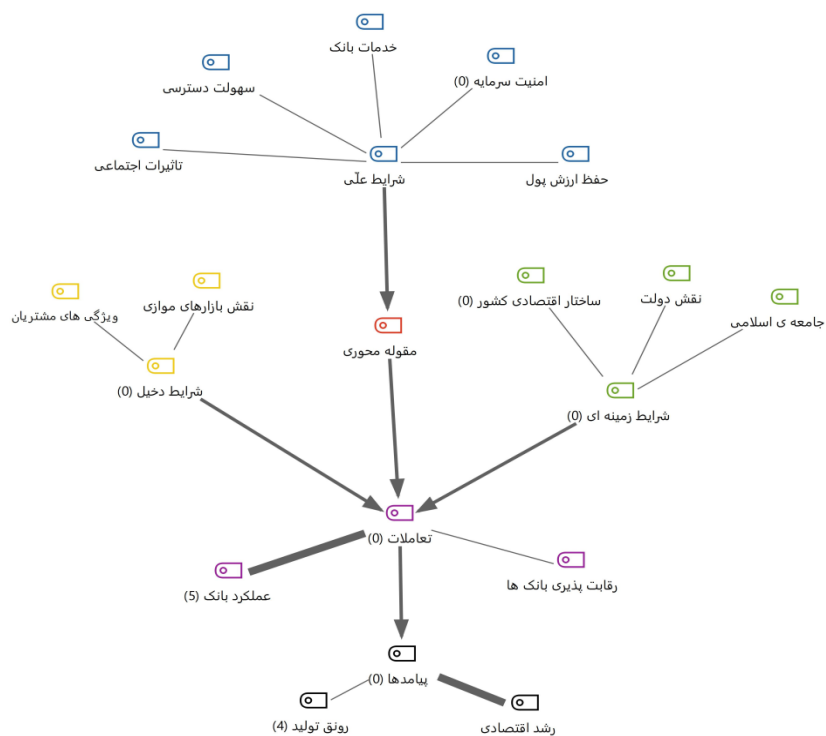 خدمات بانک
امنیت سرمایه (0)
سهولت دسترسی
تاثیرات اجتماعی
شرایط علّی
حفظ ارزش پول
ساختار اقتصادی کشور (0)
نقش دولت
جامعه ی اسلامی
نقش بازارهای موازی
ویژگی های مشتریان
مقوله محوری
شرایط دخیل (0)
شرایط زمینه ای (0)
تعاملات (0)
رقابت پذیری بانک ها
عملکرد بانک (5)
پیامدها (0)
رشد اقتصادی
رونق تولید (4)